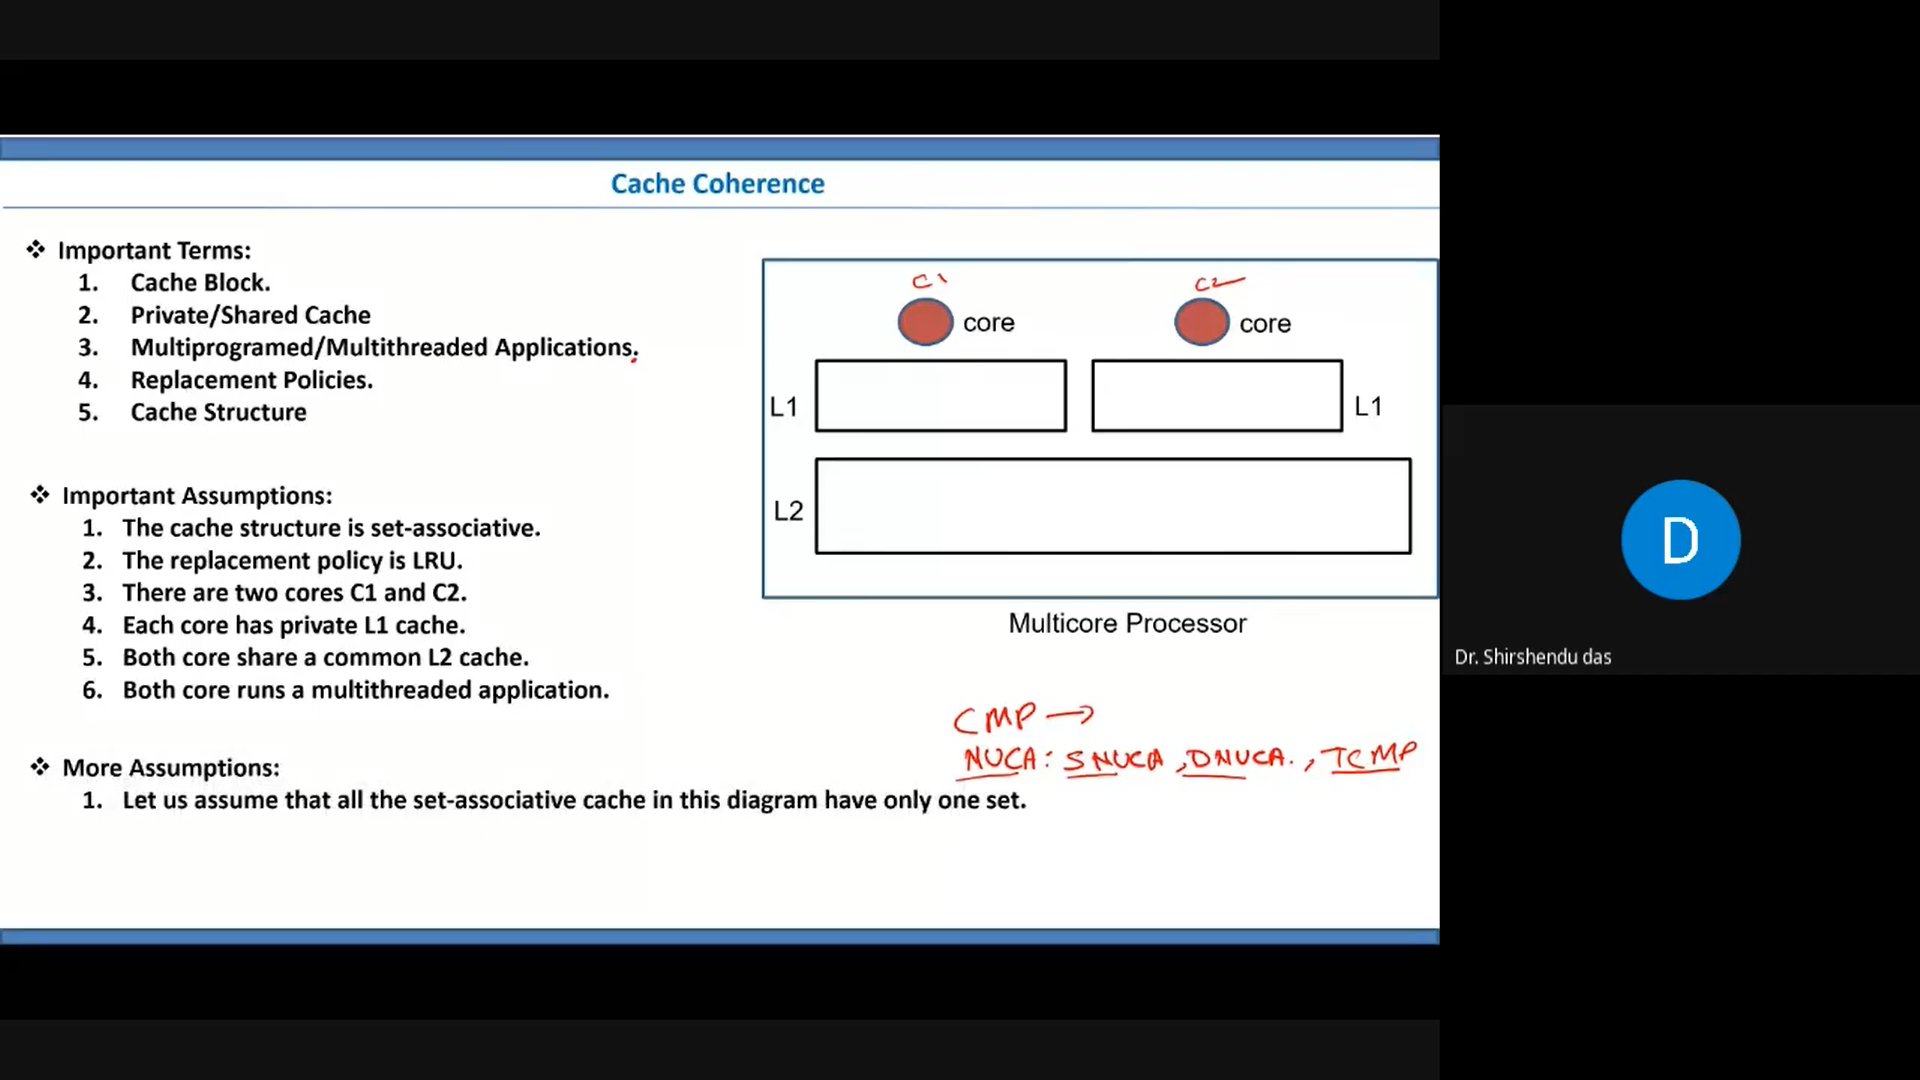 Cache Coherence
❖ Important Terms:
1. Cache Block.
2. Private/Shared Cache
3. Multiprogramed/Multithreaded Applications.
4. Replacement Policies.
5. Cache Structure
❖ Important Assumptions:
1. The cache structure is set-associative.
2. The replacement policy is LRU.
3. There are two cores C1 and C2.
4. Each core has private L1 cache.
5. Both core share a common L2 cache.
6. Both core runs a multithreaded application.
❖ More Assumptions:
1. Let us assume that all the set-associative cache in this diagram have only one set.
C1 C2
core core
L1 L1
L2
Multicore Processor
CMP →
NUCA: SNUCA, DNUCA., TCMP
D
Dr. Shirshendu das